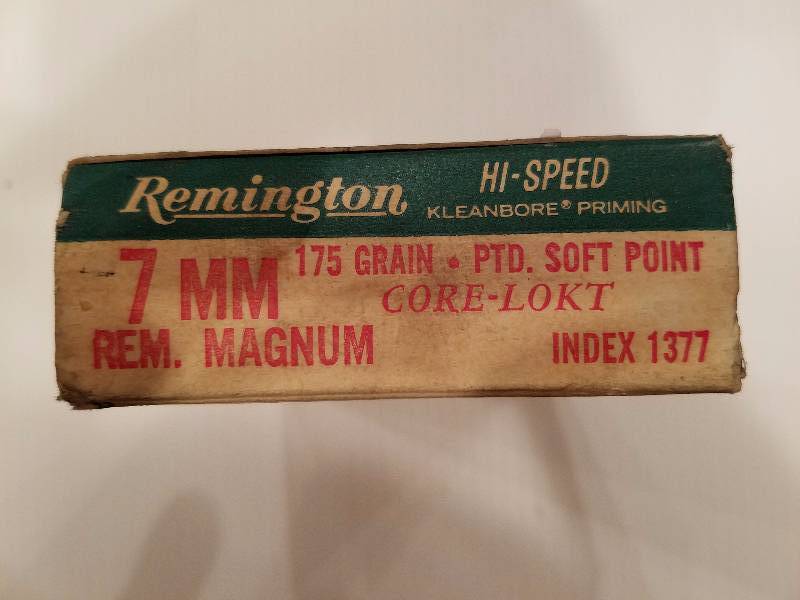 Remington HI-SPEED
KLEANBORE® PRIMING
7 MM 175 GRAIN • PTD. SOFT POINT
CORE-LOKT
REM. MAGNUM INDEX 1377